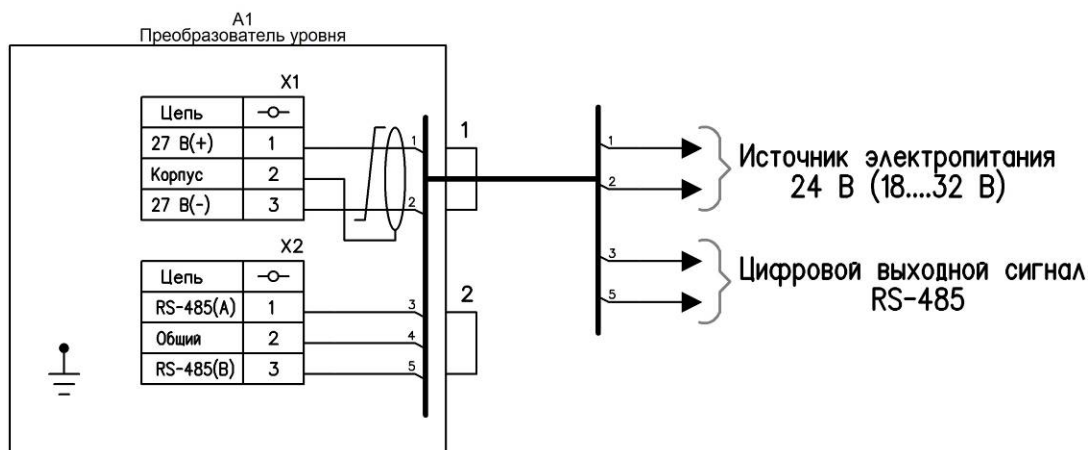 A1
Преобразователь уровня
X1
Цепь
27 В(+) 1
Корпус 2
27 В(-) 3
1
2
1
X2
Цепь
RS-485(A) 1
Общий 2
RS-485(B) 3
3
4
5
2
1
2
Источник электропитания
24 В (18....32 В)
3
5
Цифровой выходной сигнал
RS-485